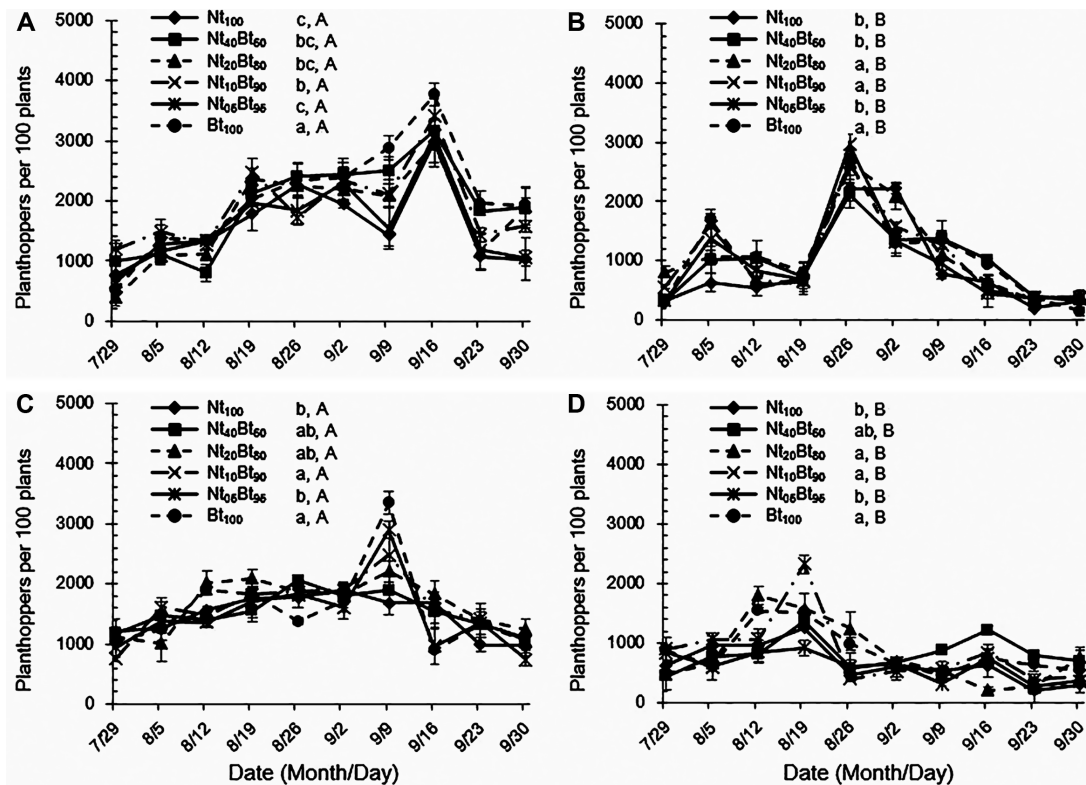 A
5000
4000
3000
2000
1000
0
Planthoppers per 100 plants
Nt100 c, A
Nt40Bt60 bc, A
Nt20Bt80 bc, A
Nt10Bt90 b, A
Nt05Bt95 c, A
Bt100 a, A
7/29 8/5 8/12 8/19 8/26 9/2 9/9 9/16 9/23 9/30
B
5000
4000
3000
2000
1000
0
Planthoppers per 100 plants
Nt100 b, B
Nt40Bt60 b, B
Nt20Bt80 a, B
Nt10Bt90 a, B
Nt05Bt95 b, B
Bt100 a, B
7/29 8/5 8/12 8/19 8/26 9/2 9/9 9/16 9/23 9/30
C
5000
4000
3000
2000
1000
0
Planthoppers per 100 plants
Nt100 b, A
Nt40Bt60 ab, A
Nt20Bt80 ab, A
Nt10Bt90 a, A
Nt05Bt95 b, A
Bt100 a, A
7/29 8/5 8/12 8/19 8/26 9/2 9/9 9/16 9/23 9/30
Date (Month/Day)
D
5000
4000
3000
2000
1000
0
Planthoppers per 100 plants
Nt100 b, B
Nt40Bt60 ab, B
Nt20Bt80 a, B
Nt10Bt90 a, B
Nt05Bt95 b, B
Bt100 a, B
7/29 8/5 8/12 8/19 8/26 9/2 9/9 9/16 9/23 9/30
Date (Month/Day)